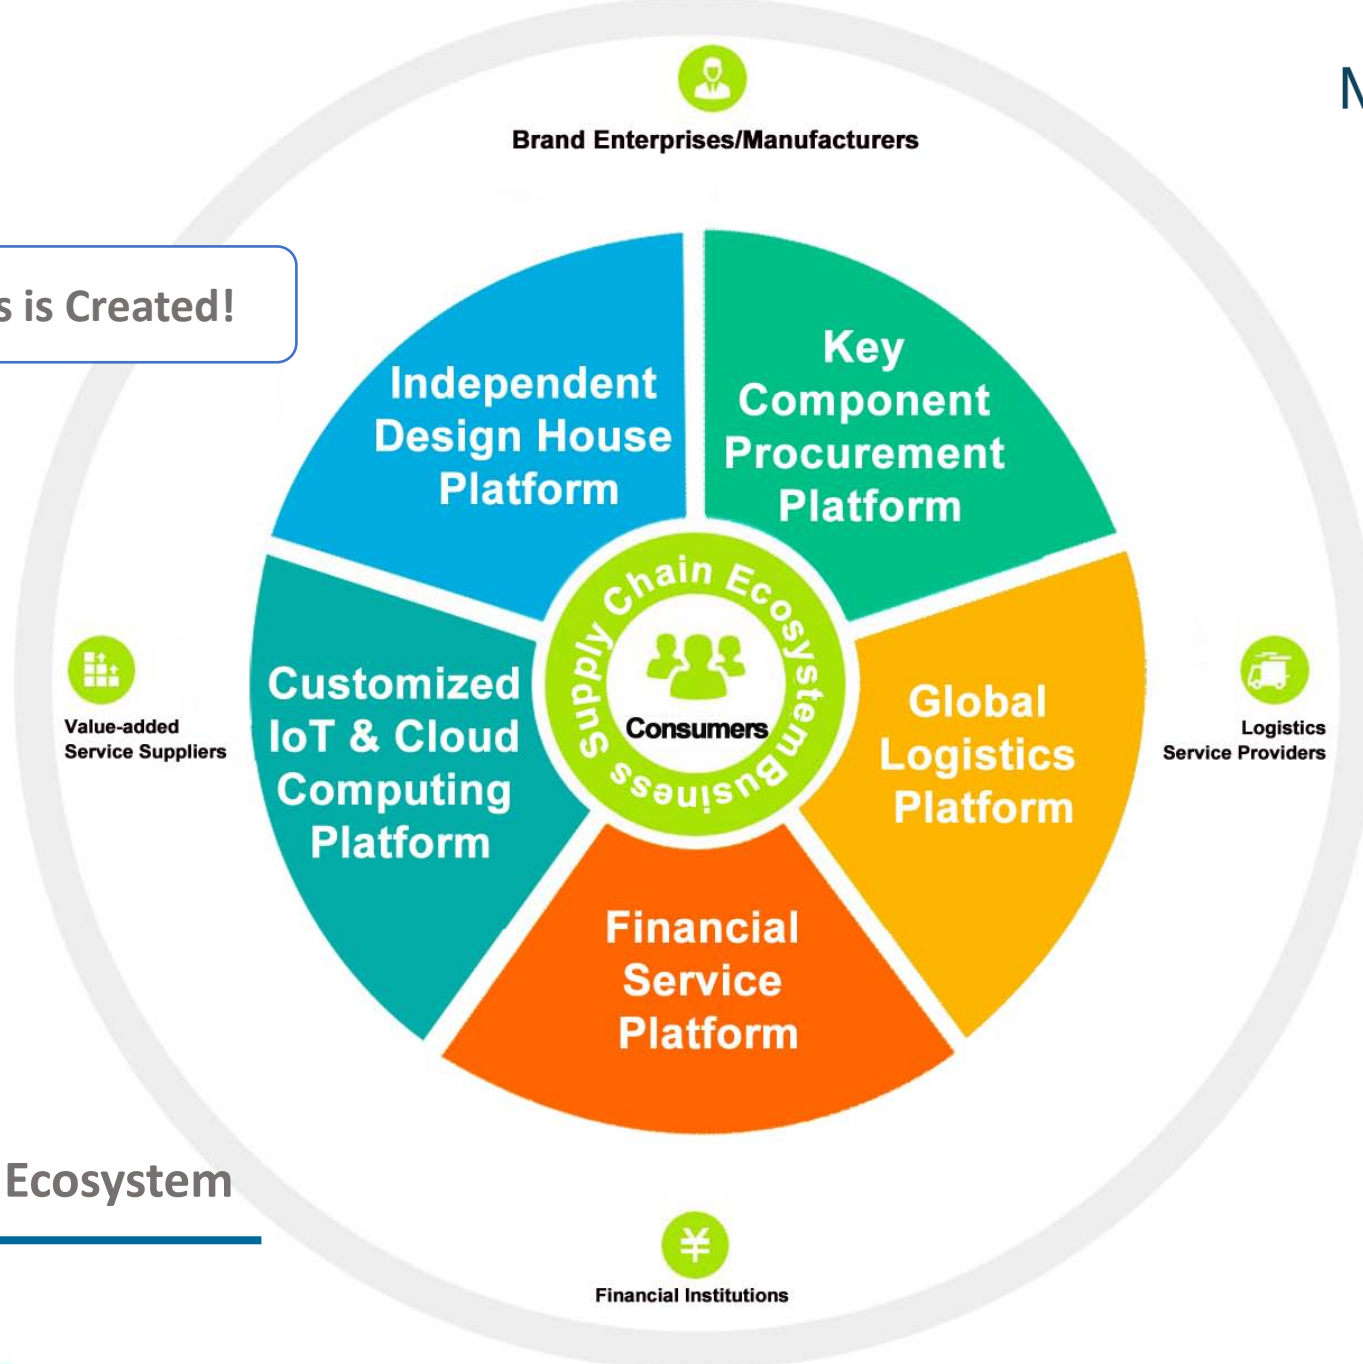 M
Brand Enterprises/Manufacturers
s is Created!
Independent
Design House
Platform
Key
Component
Procurement
Platform
Supply Chain Ecosystem
Business
Consumers
Customized
IoT & Cloud
Computing
Platform
Global
Logistics
Platform
Value-added
Service Suppliers
Logistics
Service Providers
Financial
Service
Platform
Ecosystem
¥
Financial Institutions